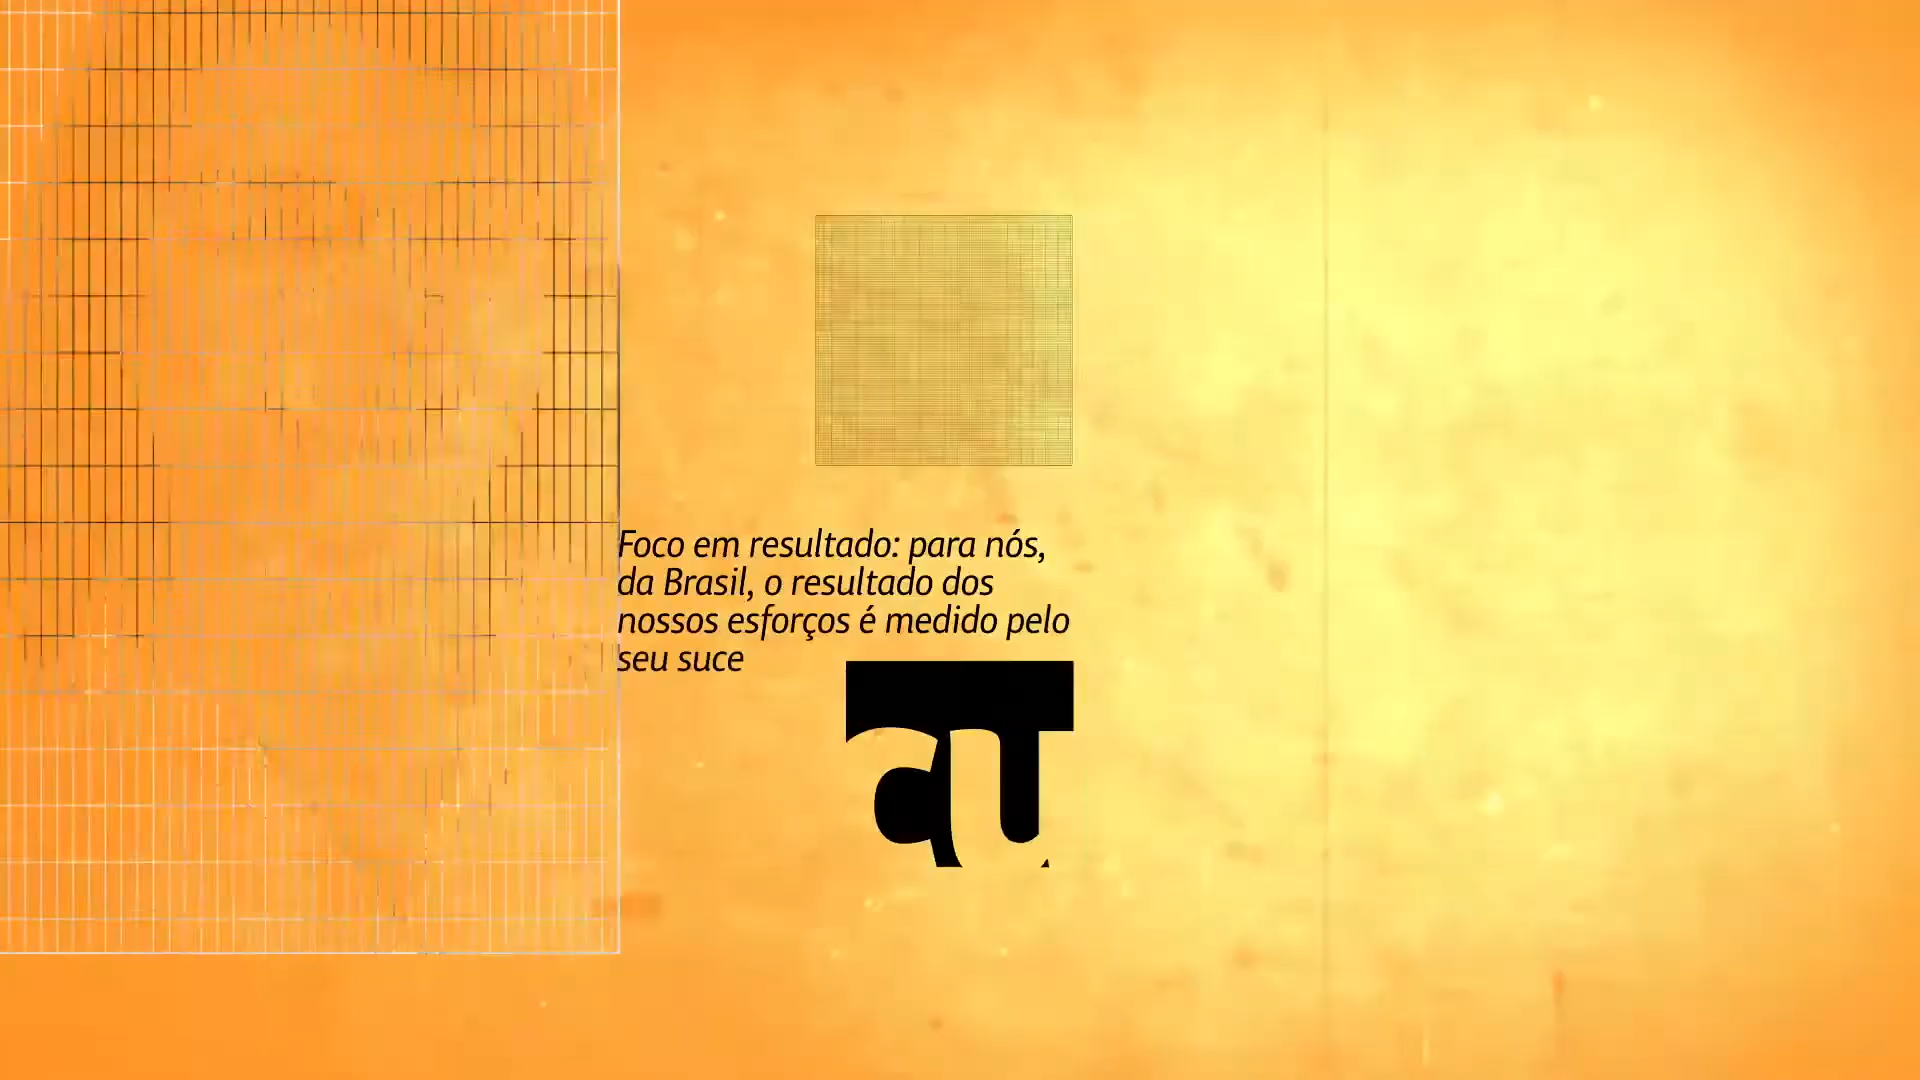 Foco em resultado: para nós,
da Brasil, o resultado dos
nossos esforços é medido pelo
seu suce